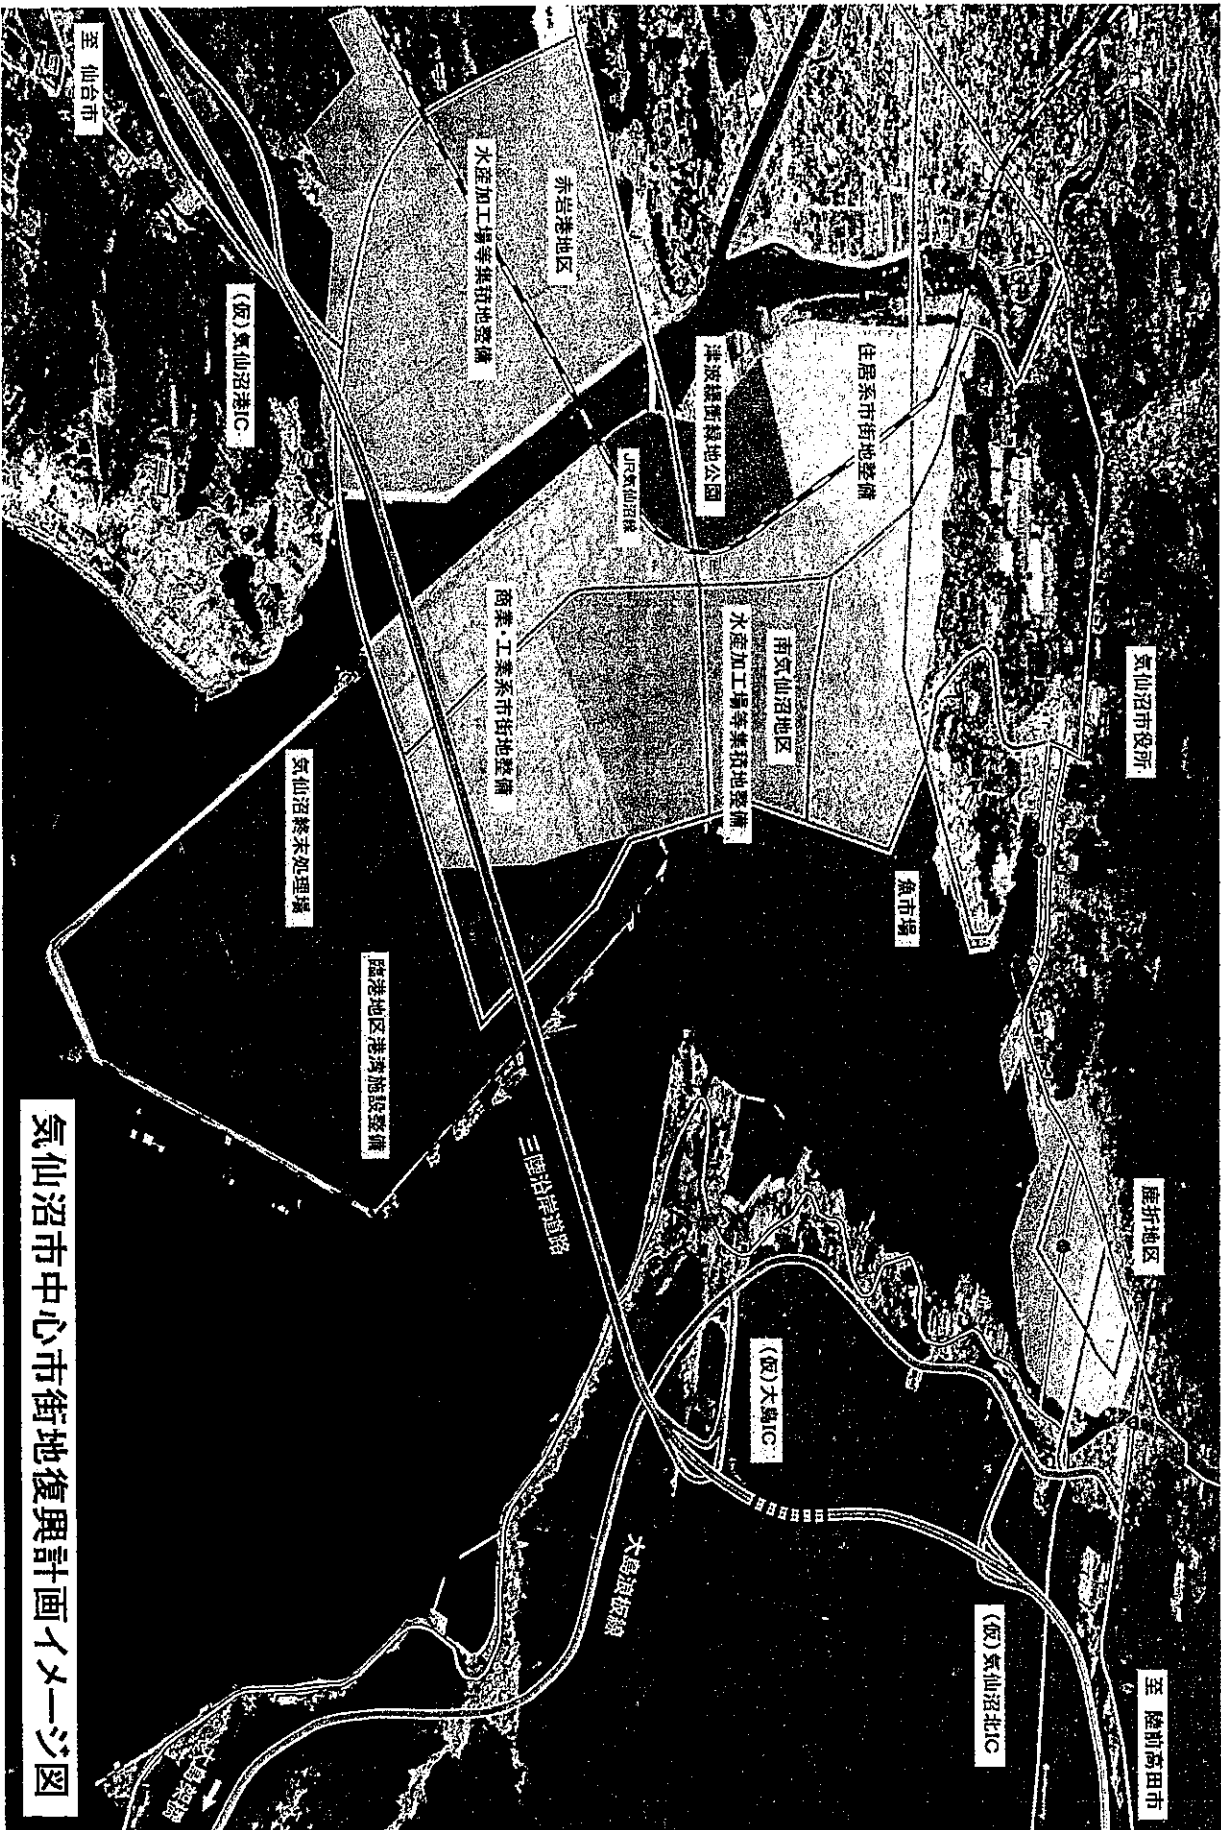 至 仙台市
(仮)気仙沼港IC
水産加工場等集積地整備
赤岩港地区
津波緩衝緑地公園
住居系市街地整備
JR気仙沼線
商業・工業系市街地整備
南気仙沼地区
水産加工場等集積地整備
気仙沼市役所
魚市場
気仙沼終末処理場
臨港地区港湾施設整備
三陸沿岸道路
鹿折地区
(仮)大島IC
大島浪板線
(仮)気仙沼北IC
至 陸前高田市
大島架橋
気仙沼市中心市街地復興計画イメージ図